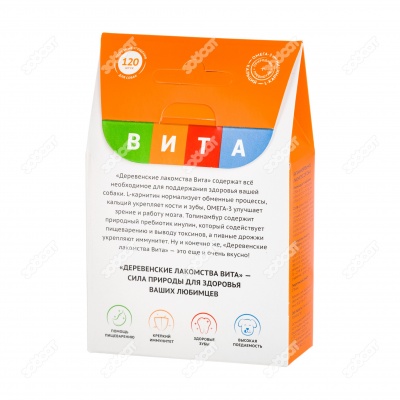 120
ВИТА
«Деревенские лакомства Вита» содержат всё
необходимое для поддержания здоровья вашей
собаки. L-карнитин нормализует обменные процессы,
кальций укрепляет кости и зубы, ОМЕГА-3 улучшает
зрение и работу мозга. Топинамбур содержит
природный пребиотик инулин, который содействует
пищеварению и выводу токсинов, а пивные дрожжи
укрепляют иммунитет. Ну и конечно же, «Деревенские
лакомства Вита» — это еще и очень вкусно!
«ДЕРЕВЕНСКИЕ ЛАКОМСТВА ВИТА» —
СИЛА ПРИРОДЫ ДЛЯ ЗДОРОВЬЯ
ВАШИХ ЛЮБИМЦЕВ
ПОМОЩЬ
ПИЩЕВАРЕНИЮ
КРЕПКИЙ
ИММУНИТЕТ
ЗДОРОВЫЕ
ЗУБЫ
ВЫСОКАЯ
ПОЕДАЕМОСТЬ